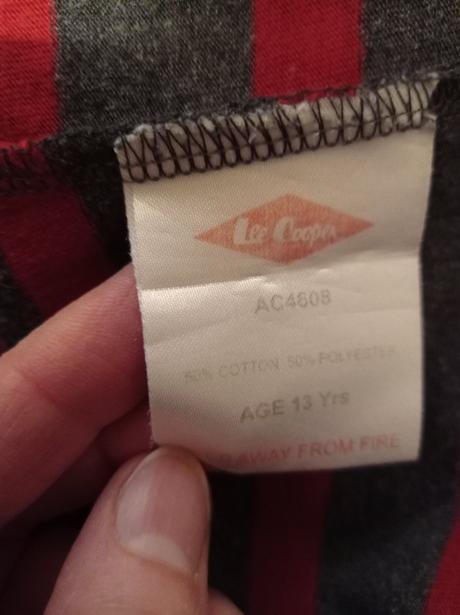 Lee Cooper
AC4608
50% COTTON 50% POLYESTER
AGE 13 Yrs
AWAY FROM FIRE